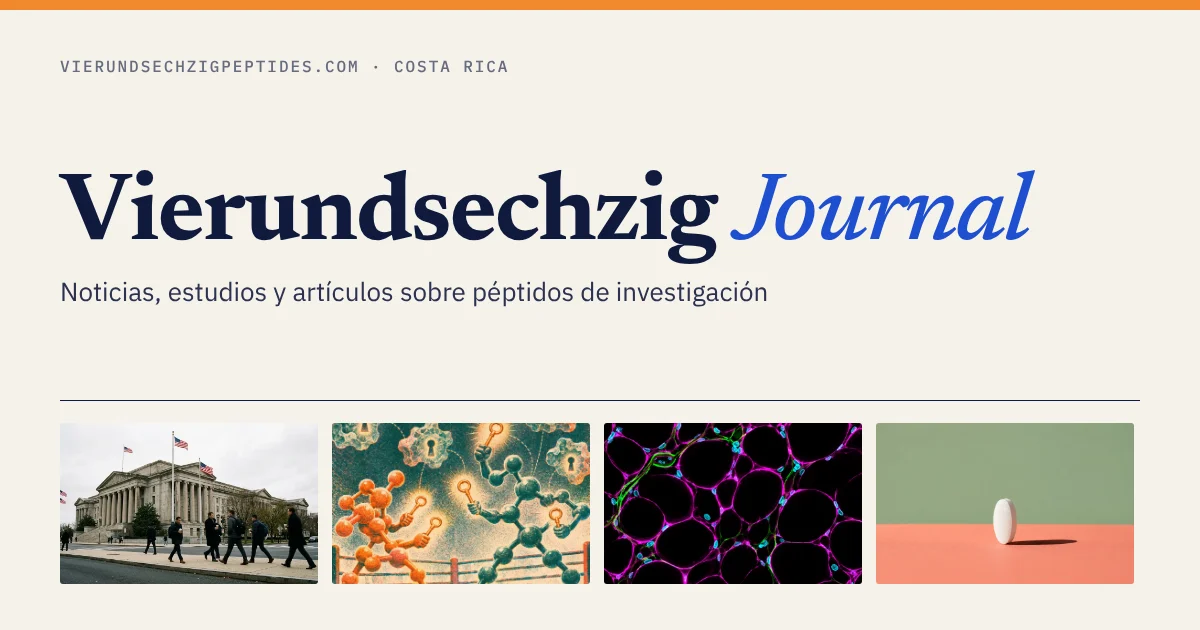 VIERUNDSECHZIGPEPTIDES.COM · COSTA RICA
Vierundsechzig Journal
Noticias, estudios y artículos sobre péptidos de investigación